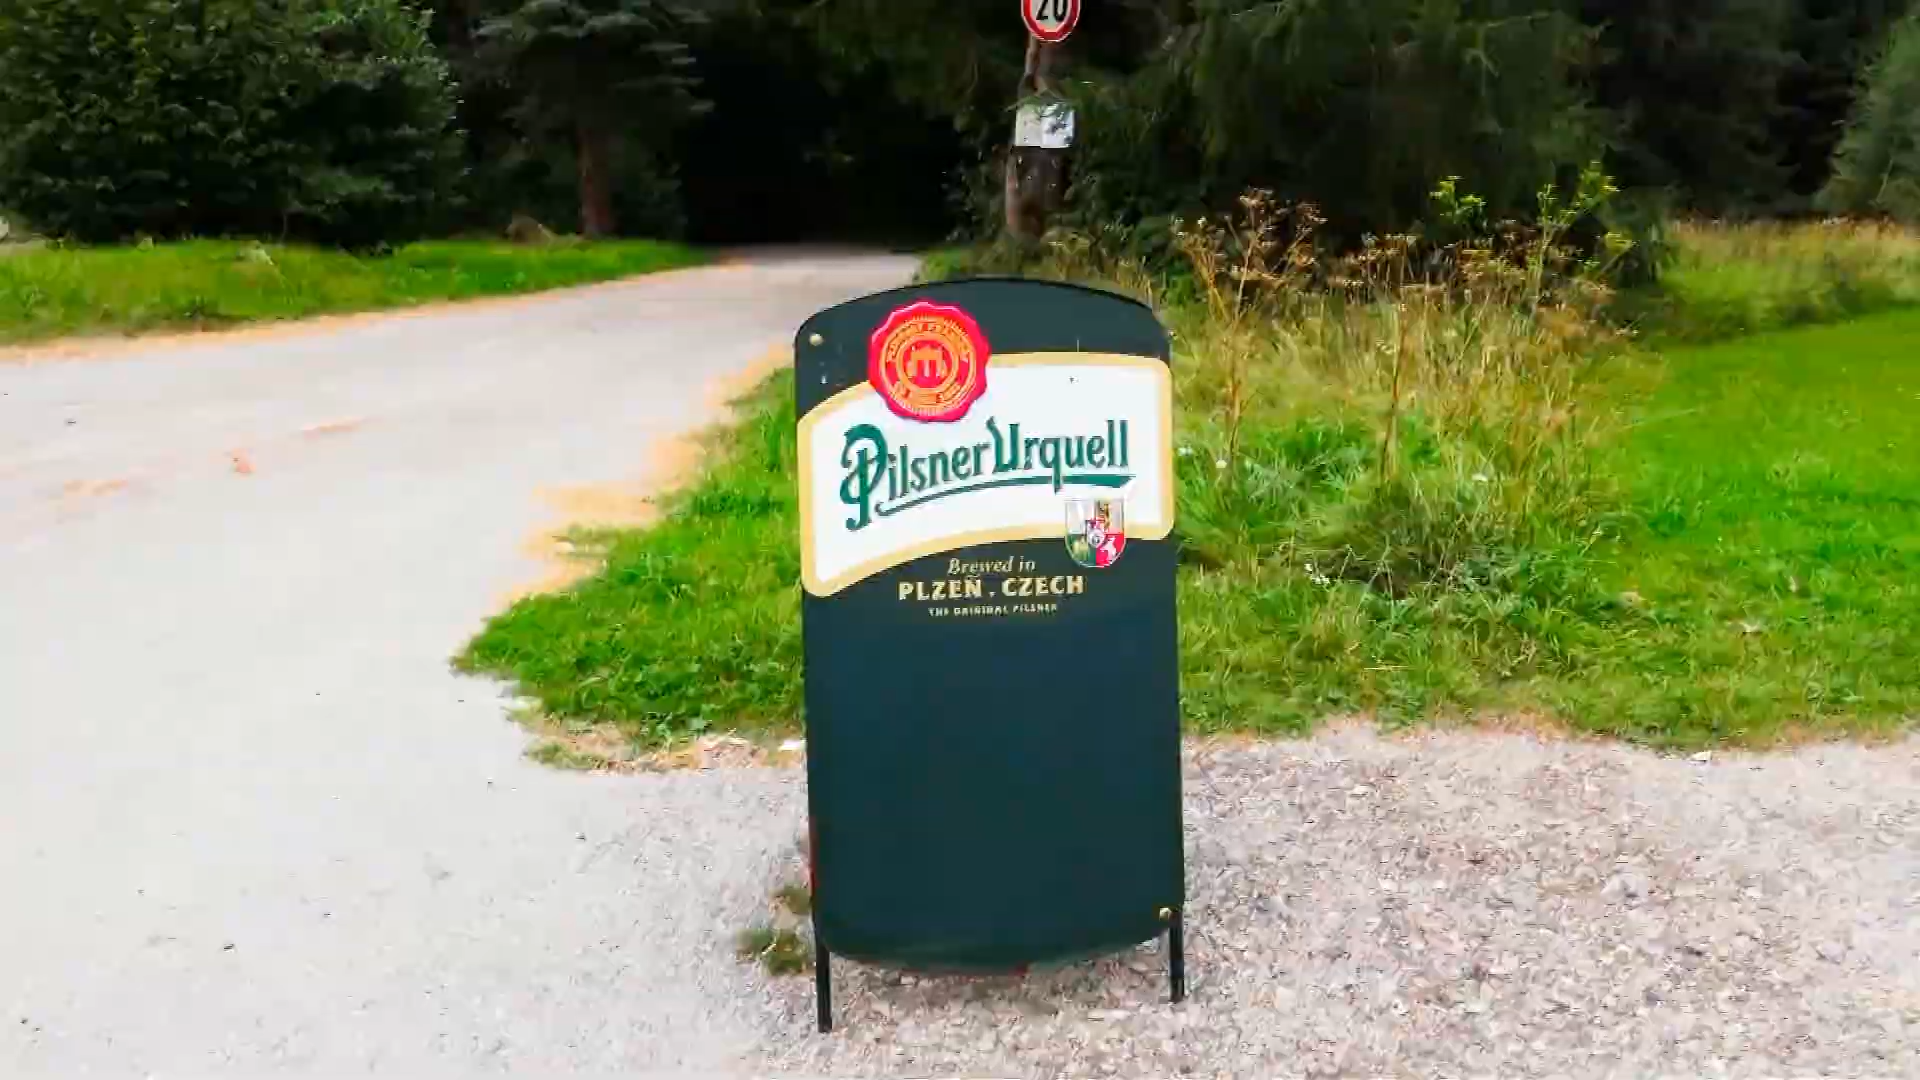 20
Pilsner Urquell
Brewed in
PLZEŇ, CZECH
THE ORIGINAL PILSNER